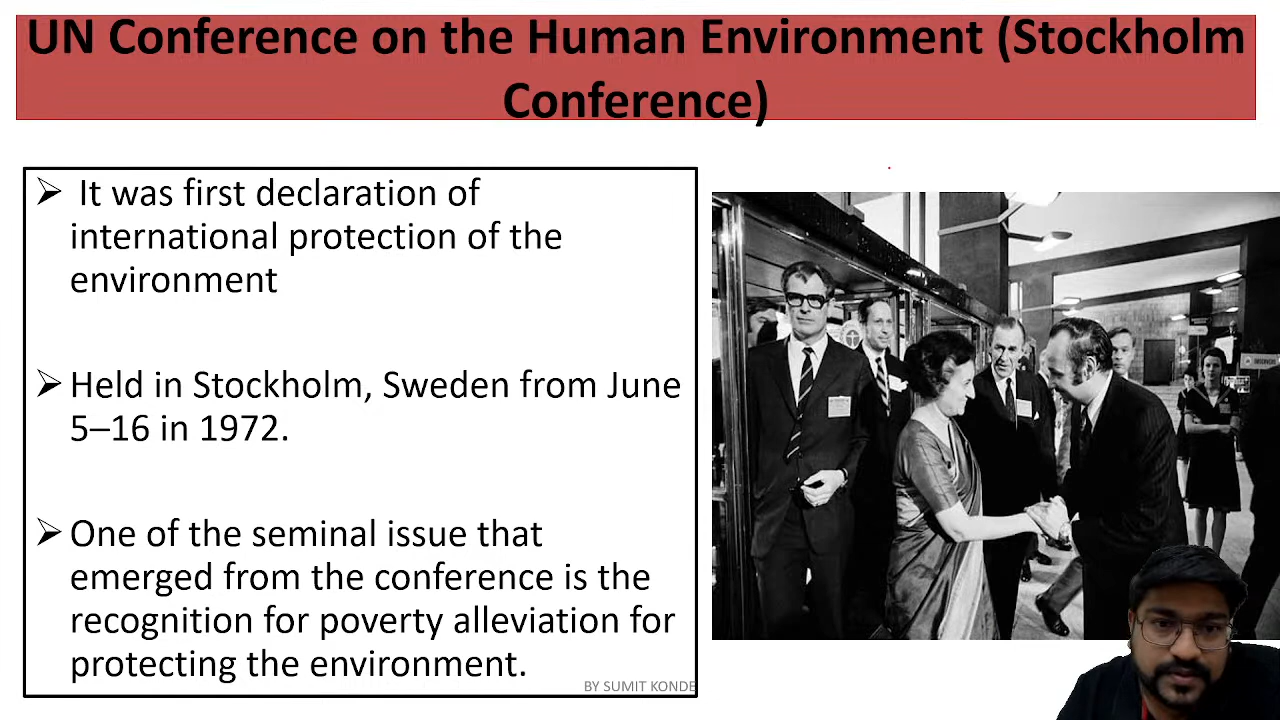 UN Conference on the Human Environment (Stockholm
Conference)
It was first declaration of
international protection of the
environment
Held in Stockholm, Sweden from June
5–16 in 1972.
One of the seminal issue that
emerged from the conference is the
recognition for poverty alleviation for
protecting the environment.
BY SUMIT KONDE